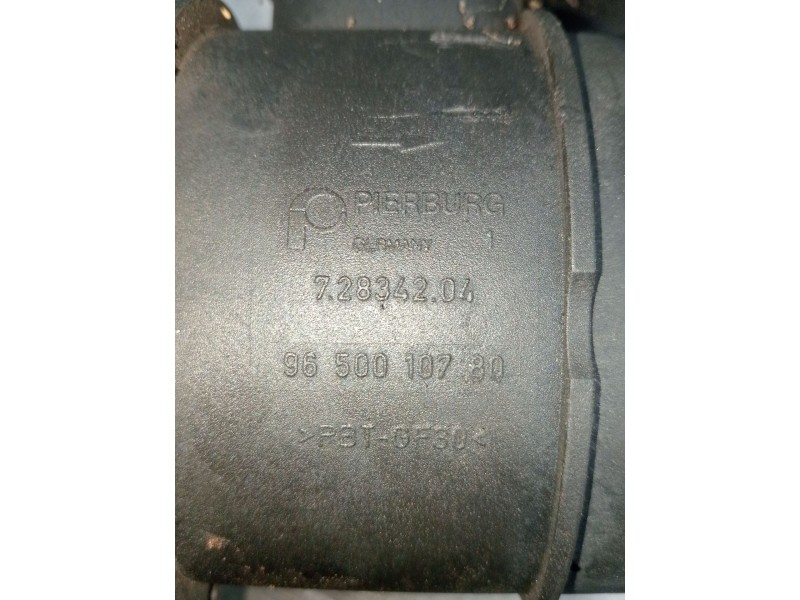 PIERBURG
GERMANY 1
7.28342.04
96 500 107 80
>PBT-GF30<